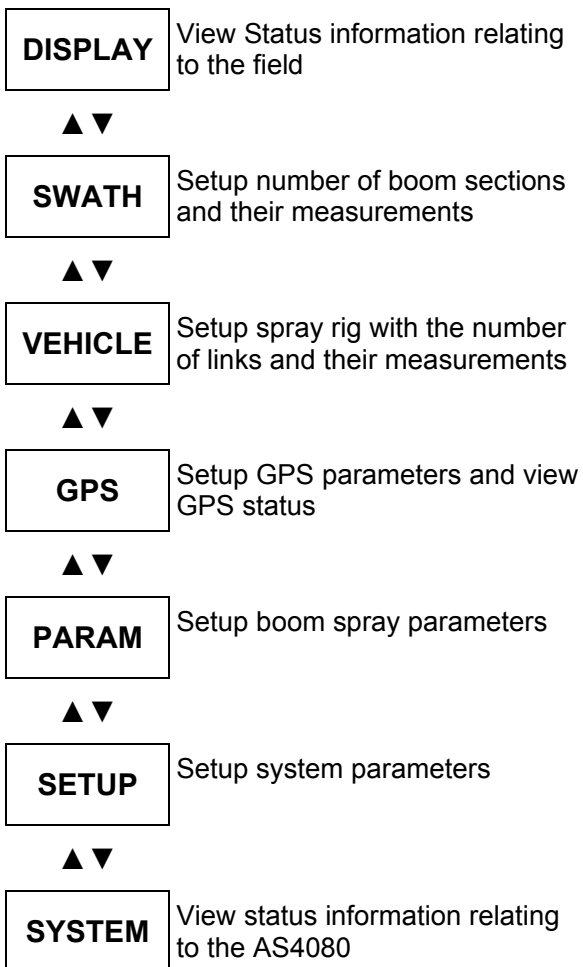 DISPLAY
View Status information relating
to the field
▲▼
SWATH
Setup number of boom sections
and their measurements
▲▼
VEHICLE
Setup spray rig with the number
of links and their measurements
▲▼
GPS
Setup GPS parameters and view
GPS status
▲▼
PARAM
Setup boom spray parameters
▲▼
SETUP
Setup system parameters
▲▼
SYSTEM
View status information relating
to the AS4080